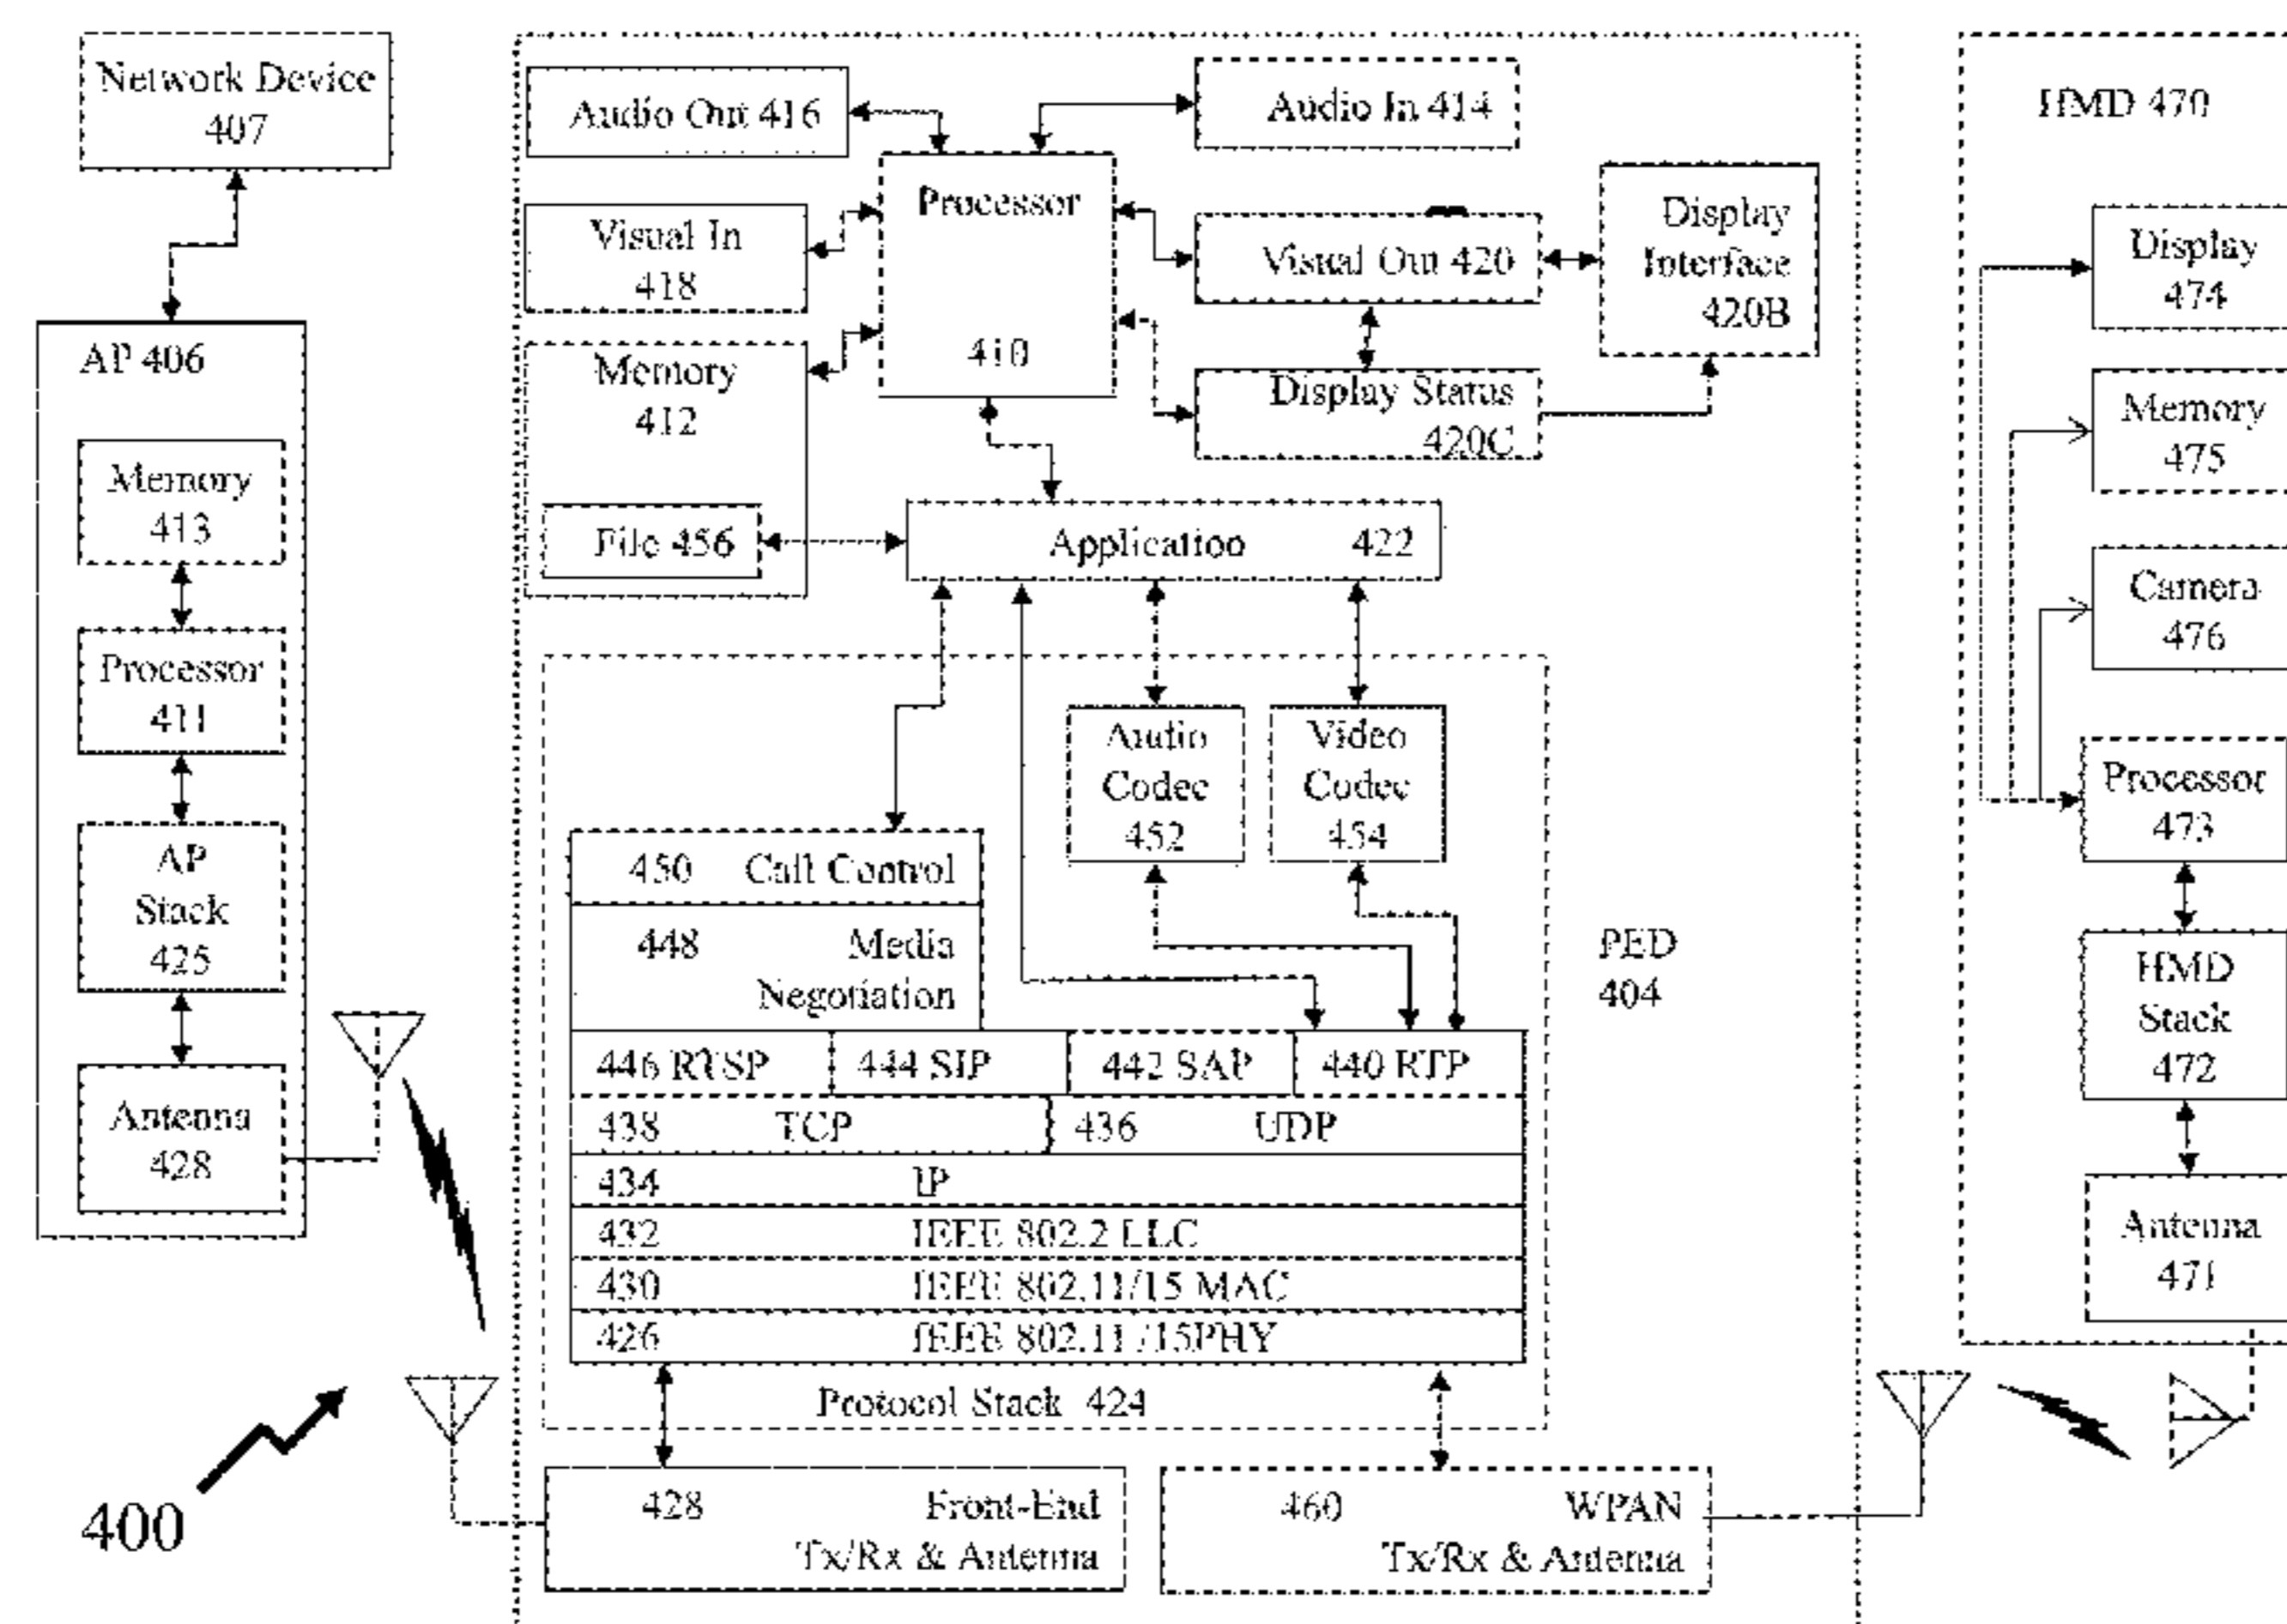 Network Device
407
AP 406
Memory
413
Processor
411
AP
Stack
425
Antenna
428
400
Audio Out 416
Audio In 414
Processor
410
Visual In
418
Visual Out 420
Display
Interface
420B
Memory
412
Display Status
420C
File 456
Application 422
Audio
Codec
452
Video
Codec
454
450 Call Control
448 Media
Negotiation
446 RTSP 444 SIP 442 SAP 440 RTP
438 TCP 436 UDP
434 IP
432 IEEE 802.2 LLC
430 IEEE 802.11/15 MAC
426 IEEE 802.11 /15PHY
Protocol Stack 424
428 Front-End
Tx/Rx & Antenna
460 WPAN
Tx/Rx & Antenna
PED
404
HMD 470
Display
474
Memory
475
Camera
476
Processor
473
HMD
Stack
472
Antenna
471